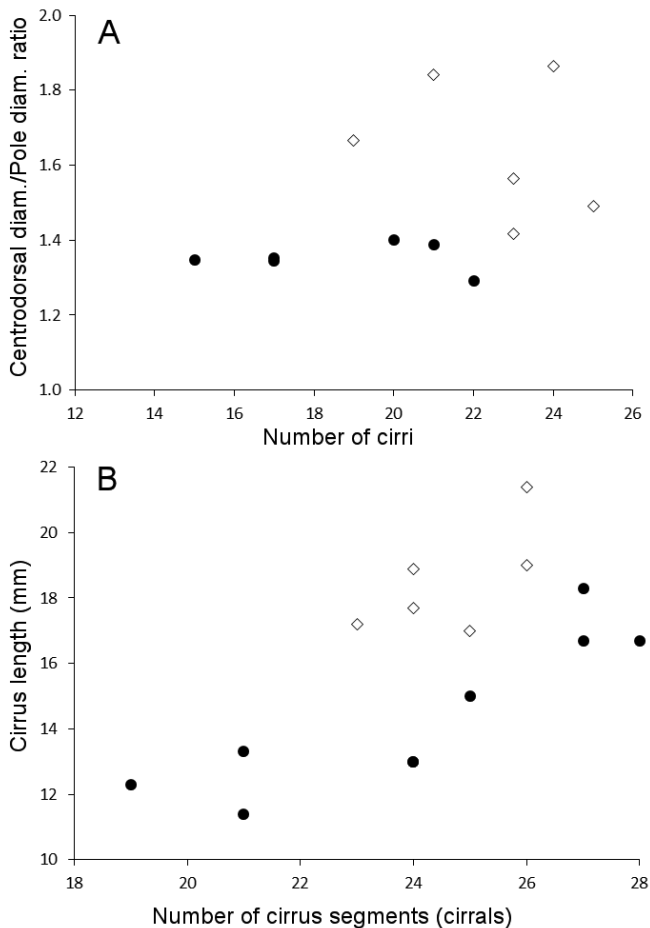 A
Centrodorsal diam./Pole diam. ratio
2.0
1.8
1.6
1.4
1.2
1.0
12 14 16 18 20 22 24 26
Number of cirri
B
Cirrus length (mm)
22
20
18
16
14
12
10
18 20 22 24 26 28
Number of cirrus segments (cirrals)